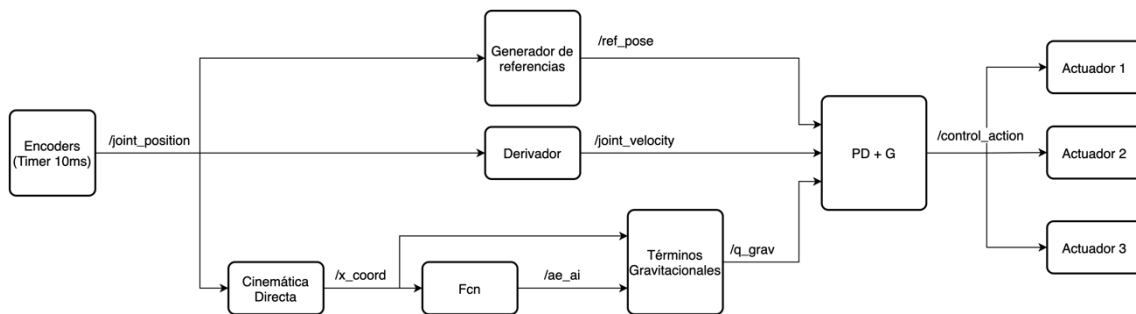 Encoders
(Timer 10ms)
/joint_position
Generador de
referencias
/ref_pose
Derivador
/joint_velocity
Cinemática
Directa
/x_coord
Fcn
/ae_ai
Términos
Gravitacionales
/q_grav
PD + G
/control_action
Actuador 1
Actuador 2
Actuador 3